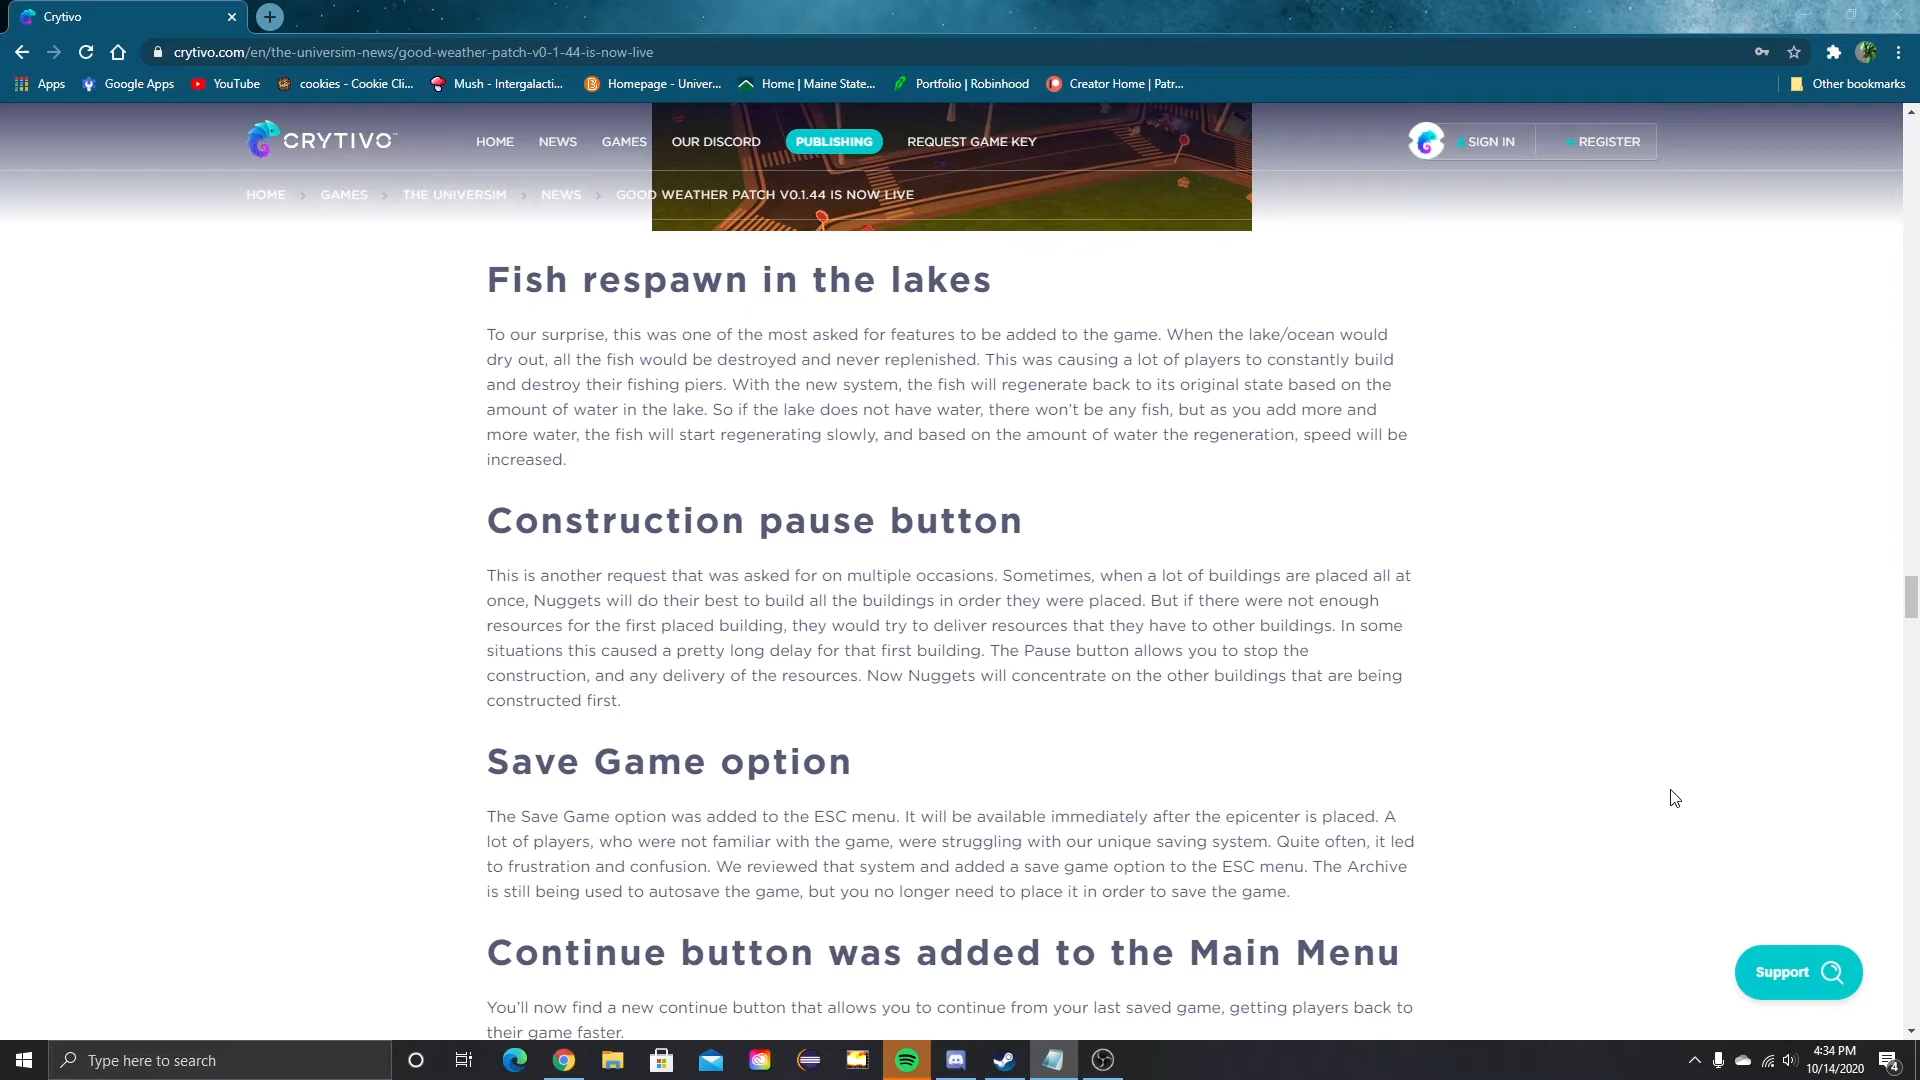 Crytivo
crytivo.com/en/the-universim-news/good-weather-patch-v0-1-44-is-now-live
Apps
Google Apps
YouTube
cookies - Cookie Cli...
Mush - Intergalacti...
Homepage - Univer...
Home | Maine State...
Portfolio | Robinhood
Creator Home | Patr...
Other bookmarks
CRYTIVO™
HOME
NEWS
GAMES
OUR DISCORD
PUBLISHING
REQUEST GAME KEY
SIGN IN
REGISTER
HOME > GAMES > THE UNIVERSIM > NEWS > GOOD WEATHER PATCH V0.1.44 IS NOW LIVE
Fish respawn in the lakes
To our surprise, this was one of the most asked for features to be added to the game. When the lake/ocean would
dry out, all the fish would be destroyed and never replenished. This was causing a lot of players to constantly build
and destroy their fishing piers. With the new system, the fish will regenerate back to its original state based on the
amount of water in the lake. So if the lake does not have water, there won't be any fish, but as you add more and
more water, the fish will start regenerating slowly, and based on the amount of water the regeneration, speed will be
increased.
Construction pause button
This is another request that was asked for on multiple occasions. Sometimes, when a lot of buildings are placed all at
once, Nuggets will do their best to build all the buildings in order they were placed. But if there were not enough
resources for the first placed building, they would try to deliver resources that they have to other buildings. In some
situations this caused a pretty long delay for that first building. The Pause button allows you to stop the
construction, and any delivery of the resources. Now Nuggets will concentrate on the other buildings that are being
constructed first.
Save Game option
The Save Game option was added to the ESC menu. It will be available immediately after the epicenter is placed. A
lot of players, who were not familiar with the game, were struggling with our unique saving system. Quite often, it led
to frustration and confusion. We reviewed that system and added a save game option to the ESC menu. The Archive
is still being used to autosave the game, but you no longer need to place it in order to save the game.
Continue button was added to the Main Menu
You'll now find a new continue button that allows you to continue from your last saved game, getting players back to
their game faster.
Support
Type here to search
4:34 PM
10/14/2020
4